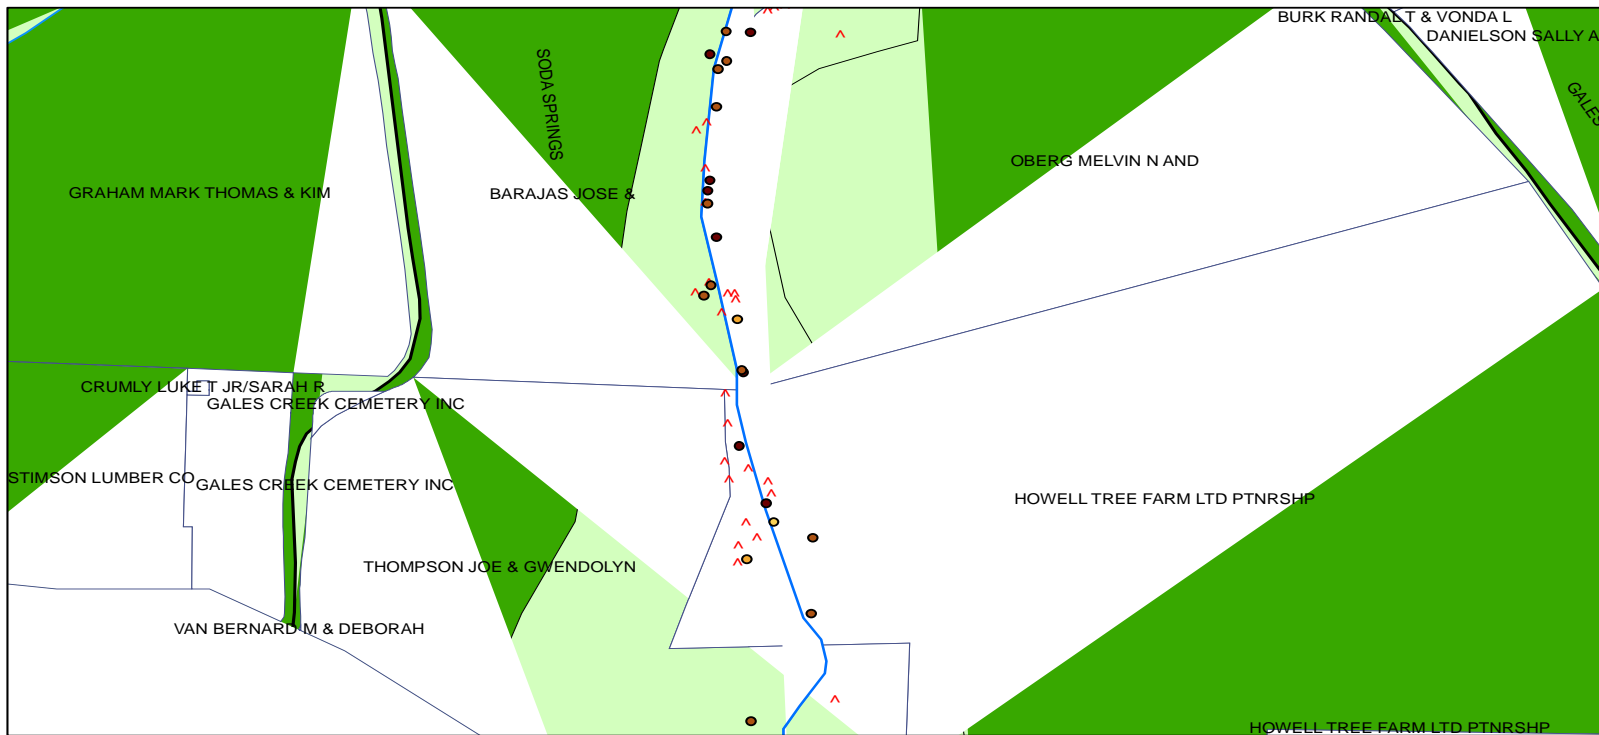 BURK RANDAL T & VONDA L
DANIELSON SALLY A
GALES
SODA SPRINGS
OBERG MELVIN N AND
GRAHAM MARK THOMAS & KIM
BARAJAS JOSE &
CRUMLY LUKE T JR/SARAH R
GALES CREEK CEMETERY INC
STIMSON LUMBER CO
GALES CREEK CEMETERY INC
HOWELL TREE FARM LTD PTNRSHP
THOMPSON JOE & GWENDOLYN
VAN BERNARD M & DEBORAH
HOWELL TREE FARM LTD PTNRSHP